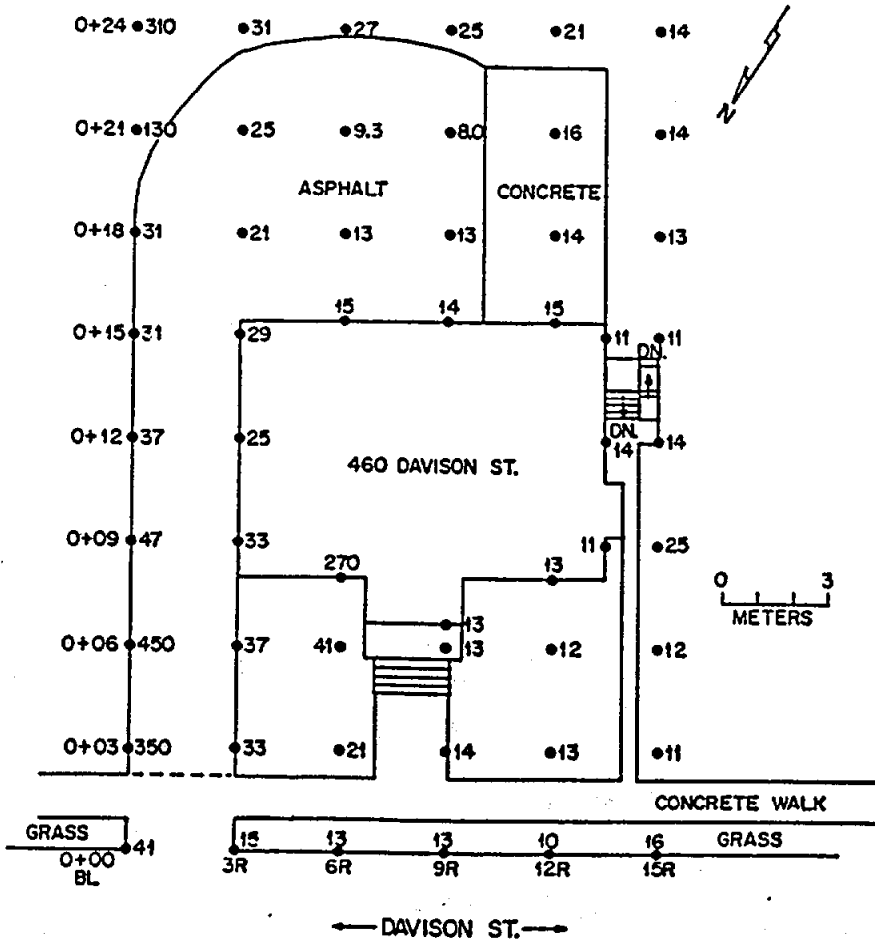 0+24 310 31 27 25 21 14
N
0+21 130 25 9.3 8.0 16 14
ASPHALT CONCRETE
0+18 31 21 13 13 14 13
15 14 15
0+15 31 29 11 11
DN.
DN.
0+12 37 25 14 14
460 DAVISON ST.
0+09 47 33 11 25
270 13
0 3
METERS
13
0+06 450 37 41 13 12 12
0+03 350 33 21 14 13 11
CONCRETE WALK
GRASS GRASS
41 15 13 13 10 16
0+00 3R 6R 9R 12R 15R
BL
DAVISON ST.